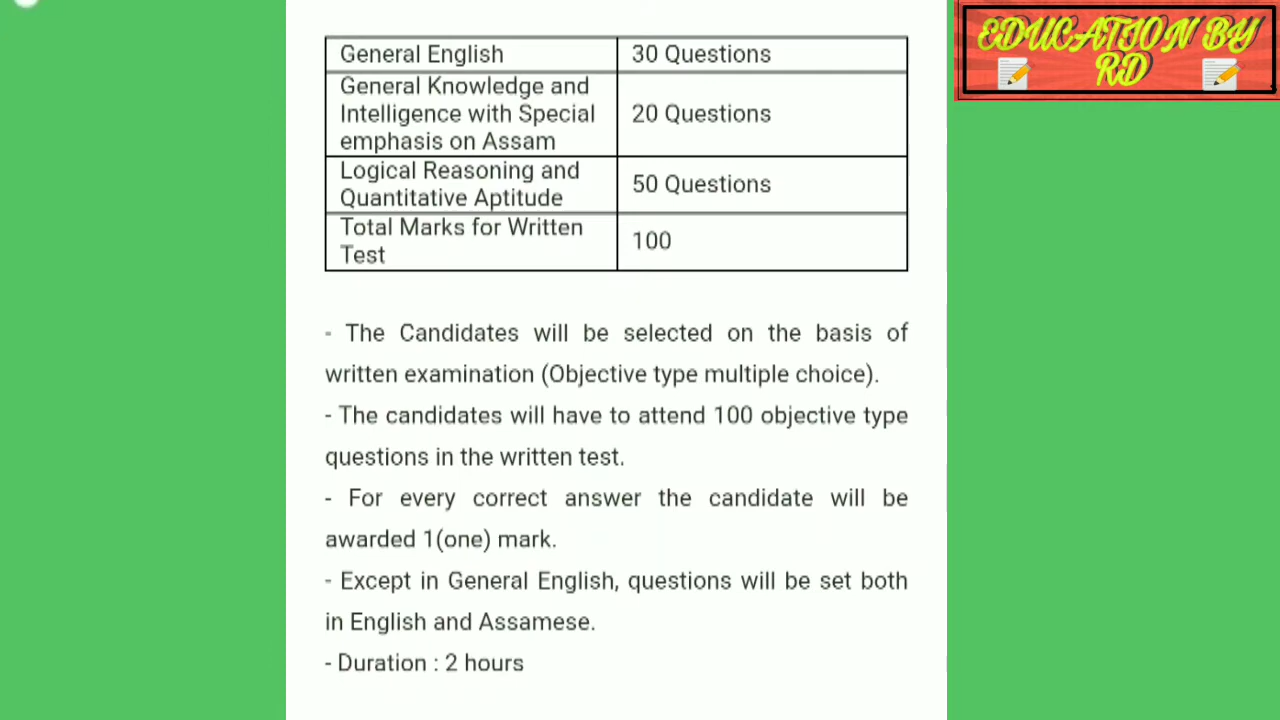 EDUCATION BY
RD
General English 30 Questions
General Knowledge and
Intelligence with Special
emphasis on Assam
20 Questions
Logical Reasoning and
Quantitative Aptitude
50 Questions
Total Marks for Written
Test
100
- The Candidates will be selected on the basis of
written examination (Objective type multiple choice).
- The candidates will have to attend 100 objective type
questions in the written test.
- For every correct answer the candidate will be
awarded 1(one) mark.
- Except in General English, questions will be set both
in English and Assamese.
- Duration : 2 hours